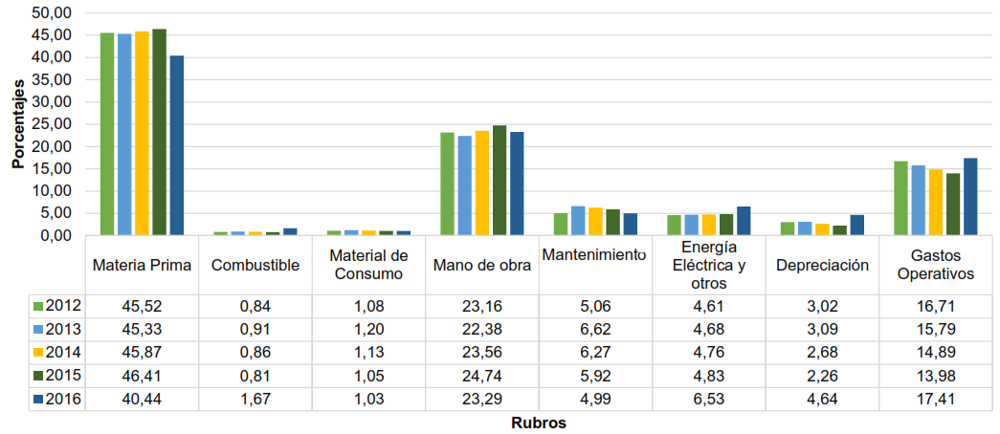 50,00
45,00
40,00
35,00
30,00
25,00
20,00
15,00
10,00
5,00
0,00
Porcentajes
Materia Prima Combustible Material de Consumo Mano de obra Mantenimiento Energía Eléctrica y otros Depreciación Gastos Operativos
2012 45,52 0,84 1,08 23,16 5,06 4,61 3,02 16,71
2013 45,33 0,91 1,20 22,38 6,62 4,68 3,09 15,79
2014 45,87 0,86 1,13 23,56 6,27 4,76 2,68 14,89
2015 46,41 0,81 1,05 24,74 5,92 4,83 2,26 13,98
2016 40,44 1,67 1,03 23,29 4,99 6,53 4,64 17,41
Rubros